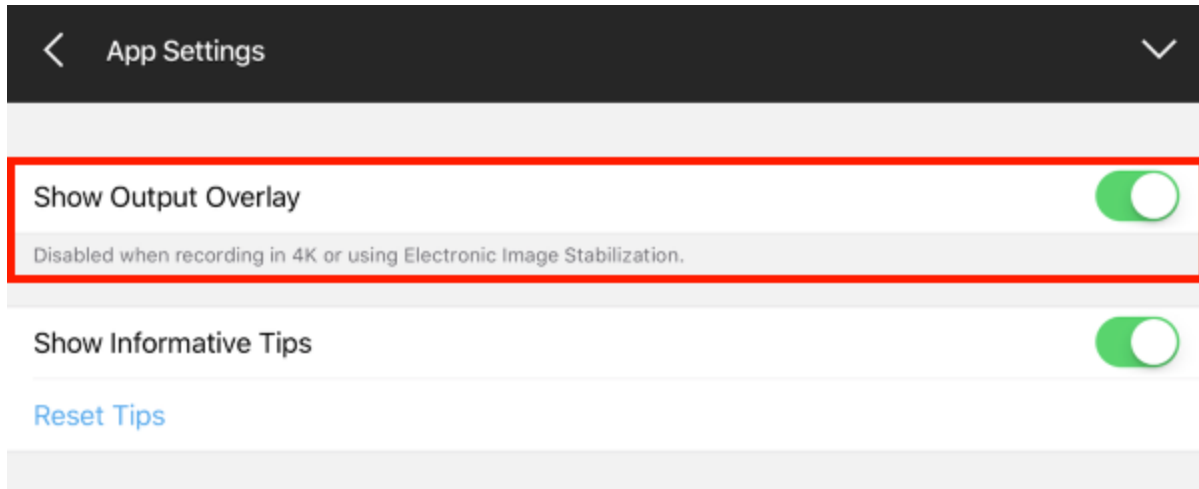 App Settings
Show Output Overlay
Disabled when recording in 4K or using Electronic Image Stabilization.
Show Informative Tips
Reset Tips